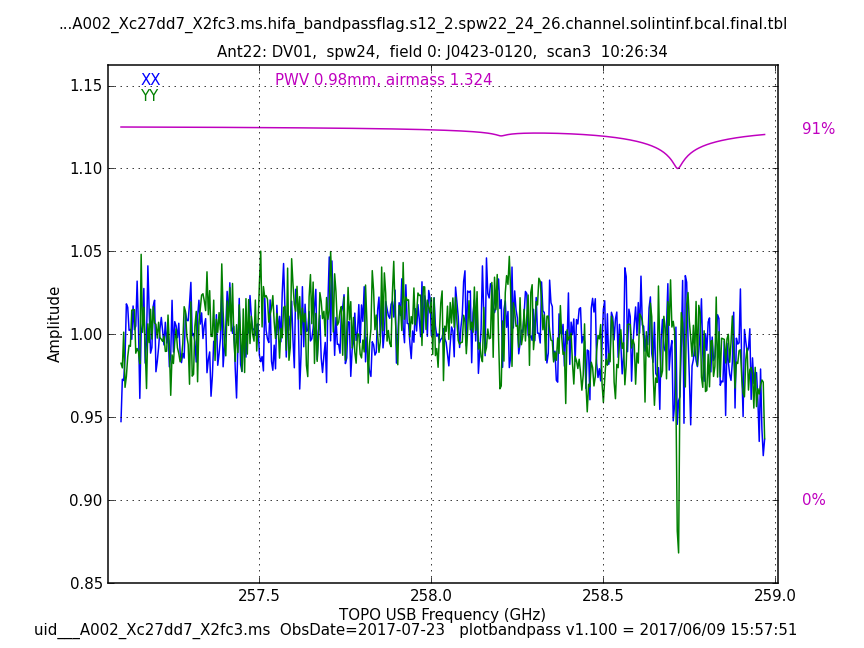 ...A002_Xc27dd7_X2fc3.ms.hifa_bandpassflag.s12_2.spw22_24_26.channel.solintinf.bcal.final.tbl
Ant22: DV01,  spw24,  field 0: J0423-0120,  scan3  10:26:34
XX
YY
PWV 0.98mm, airmass 1.324
1.15
1.10
1.05
1.00
0.95
0.90
0.85
Amplitude
91%
0%
257.5
258.0
258.5
259.0
TOPO USB Frequency (GHz)
uid___A002_Xc27dd7_X2fc3.ms  ObsDate=2017-07-23   plotbandpass v1.100 = 2017/06/09 15:57:51